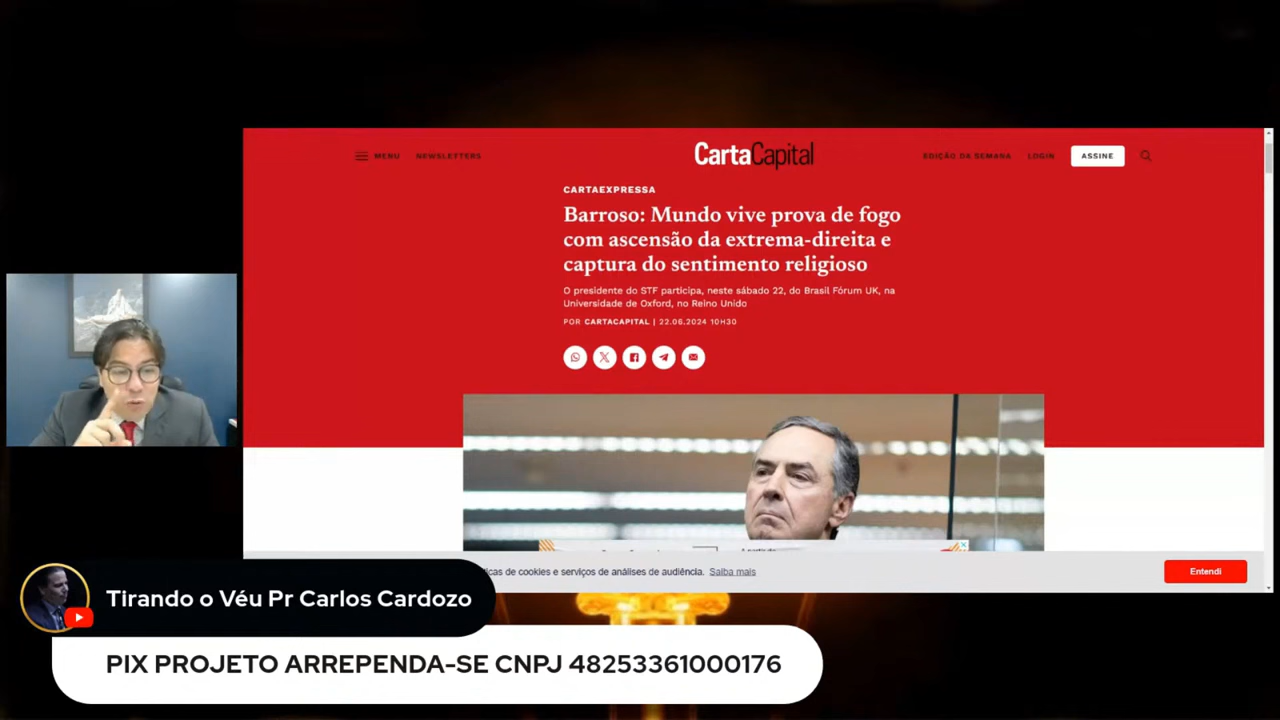 MENU
NEWSLETTERS
CartaCapital
EDIÇÃO DA SEMANA
LOGIN
ASSINE
CARTAEXPRESSA
Barroso: Mundo vive prova de fogo
com ascensão da extrema-direita e
captura do sentimento religioso
O presidente do STF participa, neste sábado 22, do Brasil Fórum UK, na
Universidade de Oxford, no Reino Unido
POR CARTACAPITAL | 22.06.2024 10H30
de cookies e serviços de análises de audiência. Saiba mais
Entendi
Tirando o Véu Pr Carlos Cardozo
PIX PROJETO ARREPENDA-SE CNPJ 48253361000176